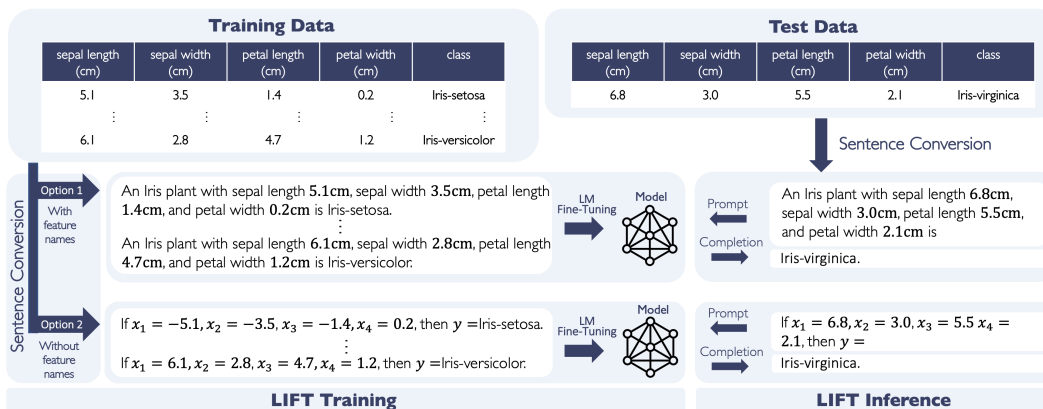 Training Data
sepal length (cm) sepal width (cm) petal length (cm) petal width (cm) class
5.1 3.5 1.4 0.2 Iris-setosa
⋮ ⋮ ⋮ ⋮ ⋮
6.1 2.8 4.7 1.2 Iris-versicolor
Test Data
sepal length (cm) sepal width (cm) petal length (cm) petal width (cm) class
6.8 3.0 5.5 2.1 Iris-virginica
Sentence Conversion
Sentence Conversion
Option 1
With
feature
names
An Iris plant with sepal length 5.1cm, sepal width 3.5cm, petal length
1.4cm, and petal width 0.2cm is Iris-setosa.
⋮
An Iris plant with sepal length 6.1cm, sepal width 2.8cm, petal length
4.7cm, and petal width 1.2cm is Iris-versicolor.
LM
Fine-Tuning
Model
Prompt
An Iris plant with sepal length 6.8cm,
sepal width 3.0cm, petal length 5.5cm,
and petal width 2.1cm is
Completion
Iris-virginica.
Option 2
Without
feature
names
If x₁ = −5.1, x₂ = −3.5, x₃ = −1.4, x₄ = 0.2, then y =Iris-setosa.
⋮
If x₁ = 6.1, x₂ = 2.8, x₃ = 4.7, x₄ = 1.2, then y =Iris-versicolor.
LM
Fine-Tuning
Model
Prompt
If x₁ = 6.8, x₂ = 3.0, x₃ = 5.5 x₄ =
2.1, then y =
Completion
Iris-virginica.
LIFT Training
LIFT Inference